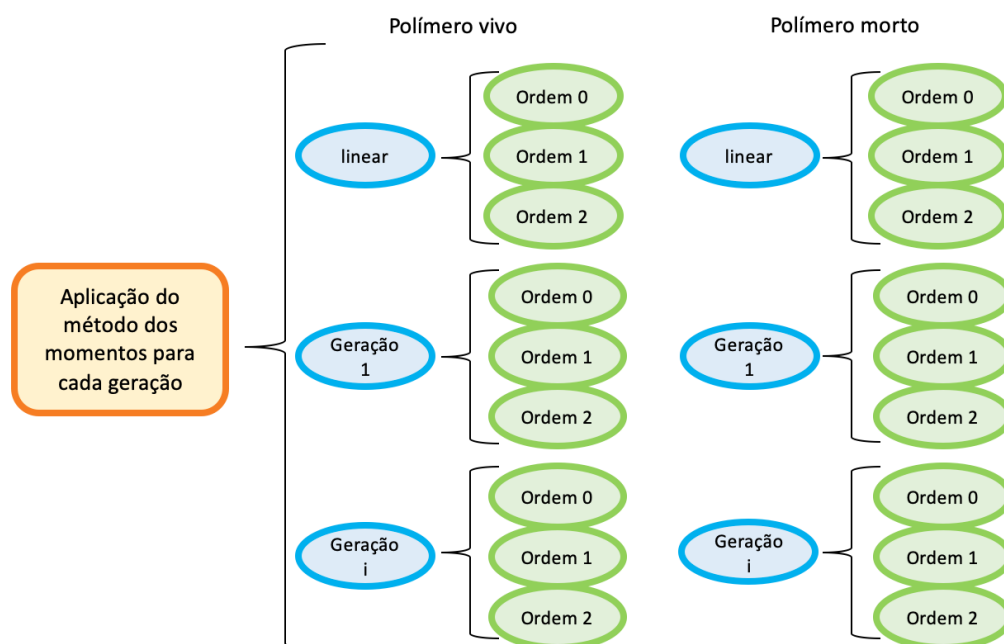 Polímero vivo
Polímero morto
Aplicação do
método dos
momentos para
cada geração
linear
Ordem 0
Ordem 1
Ordem 2
linear
Ordem 0
Ordem 1
Ordem 2
Geração
1
Ordem 0
Ordem 1
Ordem 2
Geração
1
Ordem 0
Ordem 1
Ordem 2
Geração
i
Ordem 0
Ordem 1
Ordem 2
Geração
i
Ordem 0
Ordem 1
Ordem 2